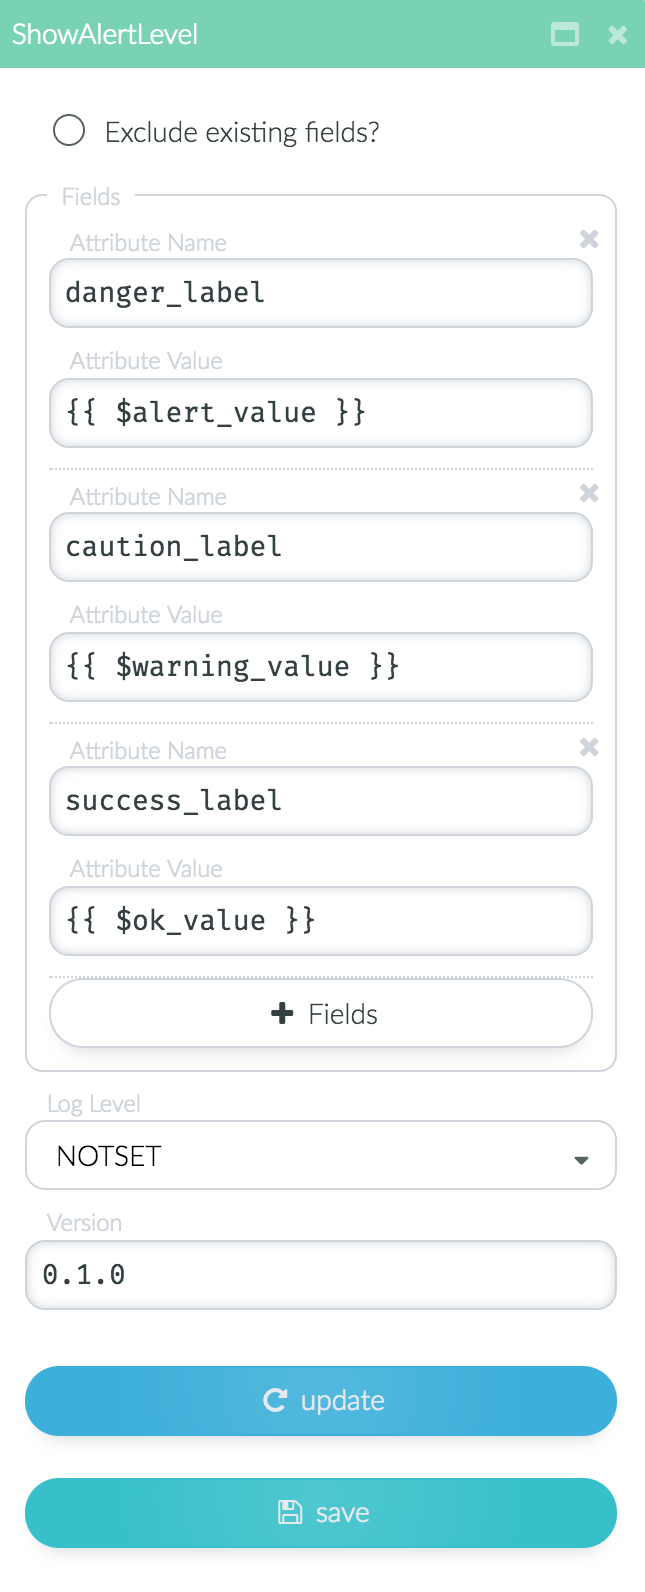 ShowAlertLevel
Exclude existing fields?
Fields
Attribute Name
danger_label
Attribute Value
{{ $alert_value }}
Attribute Name
caution_label
Attribute Value
{{ $warning_value }}
Attribute Name
success_label
Attribute Value
{{ $ok_value }}
Fields
Log Level
NOTSET
Version
0.1.0
update
save